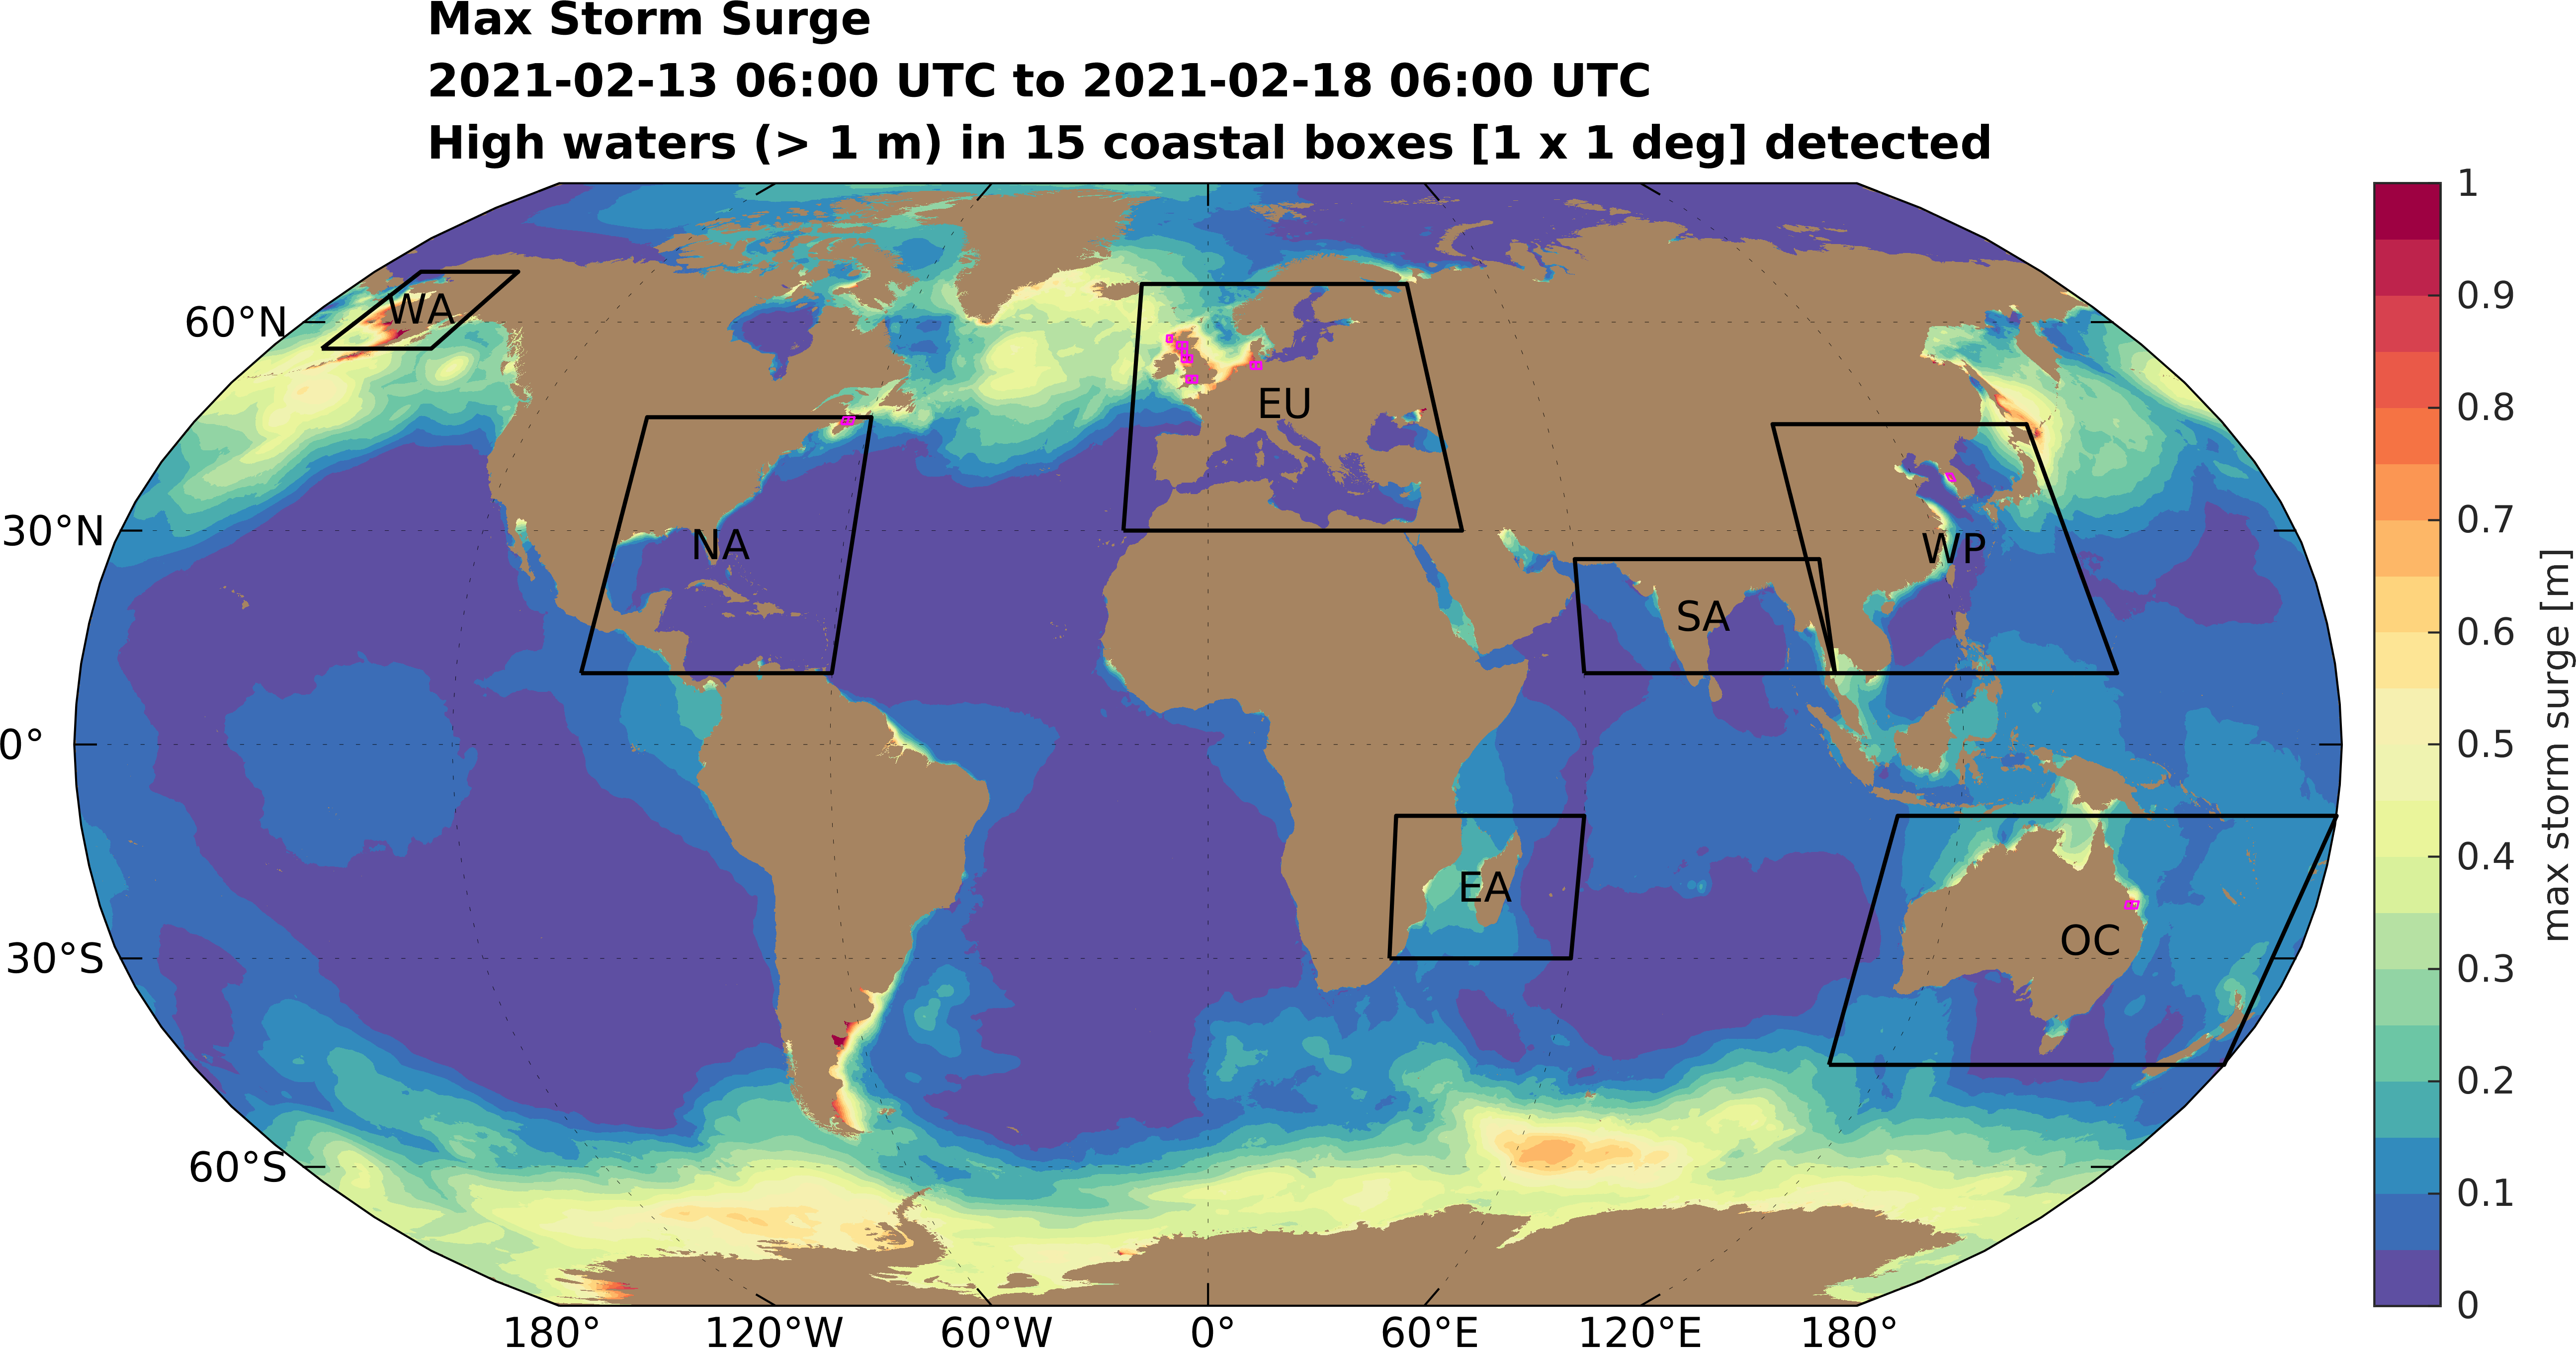 Max Storm Surge
2021-02-13 06:00 UTC to 2021-02-18 06:00 UTC
High waters (> 1 m) in 15 coastal boxes [1 x 1 deg] detected
1
0.9
0.8
0.7
0.6
0.5
0.4
0.3
0.2
0.1
0
max storm surge [m]
60°N
30°N
0°
30°S
60°S
WA
EU
NA
WP
SA
EA
OC
180°
120°W
60°W
0°
60°E
120°E
180°